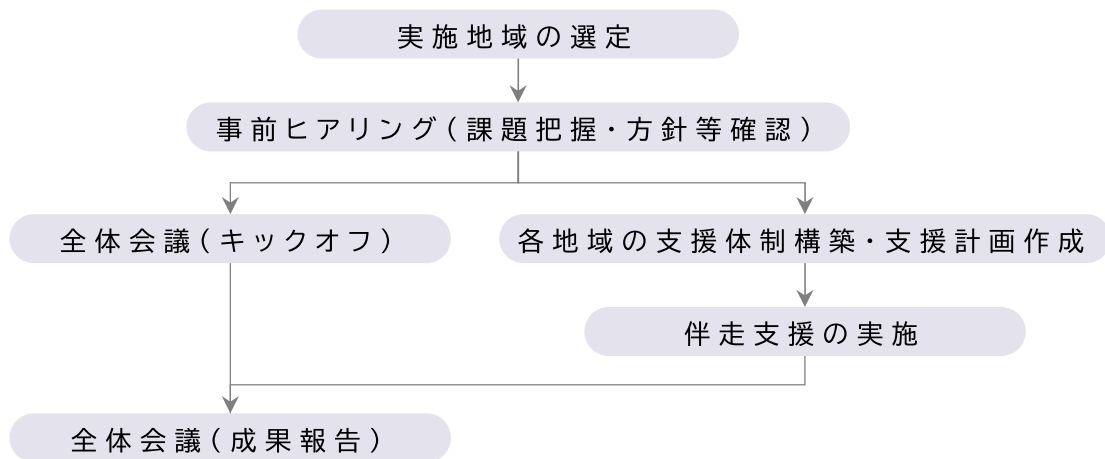 実施地域の選定
事前ヒアリング(課題把握・方針等確認)
全体会議(キックオフ)
各地域の支援体制構築・支援計画作成
伴走支援の実施
全体会議(成果報告)